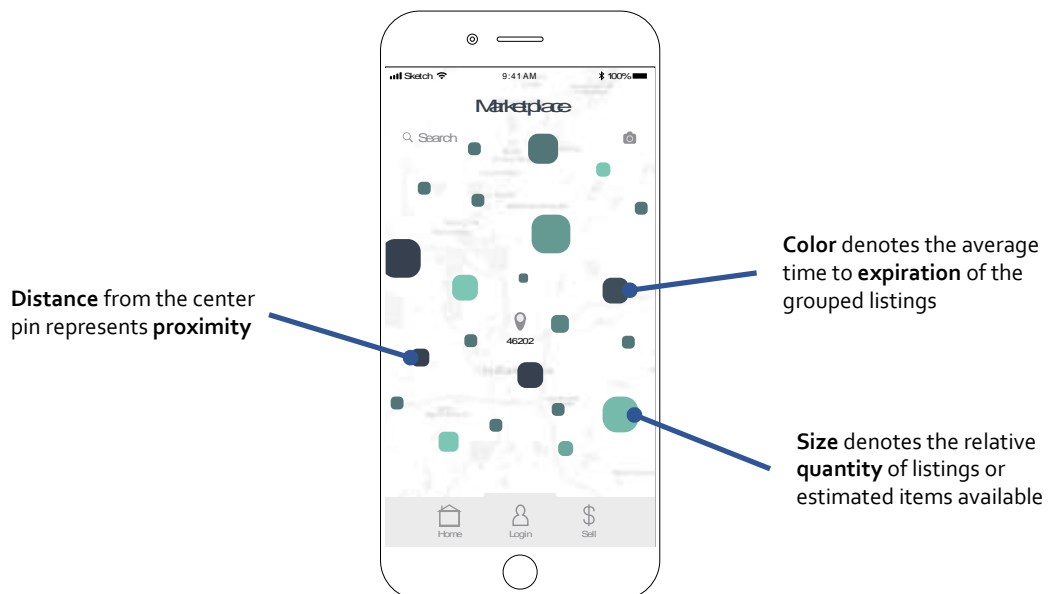 Sketch 9:41 AM 100%
Marketplace
Search
Distance from the center
pin represents proximity
Color denotes the average
time to expiration of the
grouped listings
46202
Size denotes the relative
quantity of listings or
estimated items available
Home Login Sell